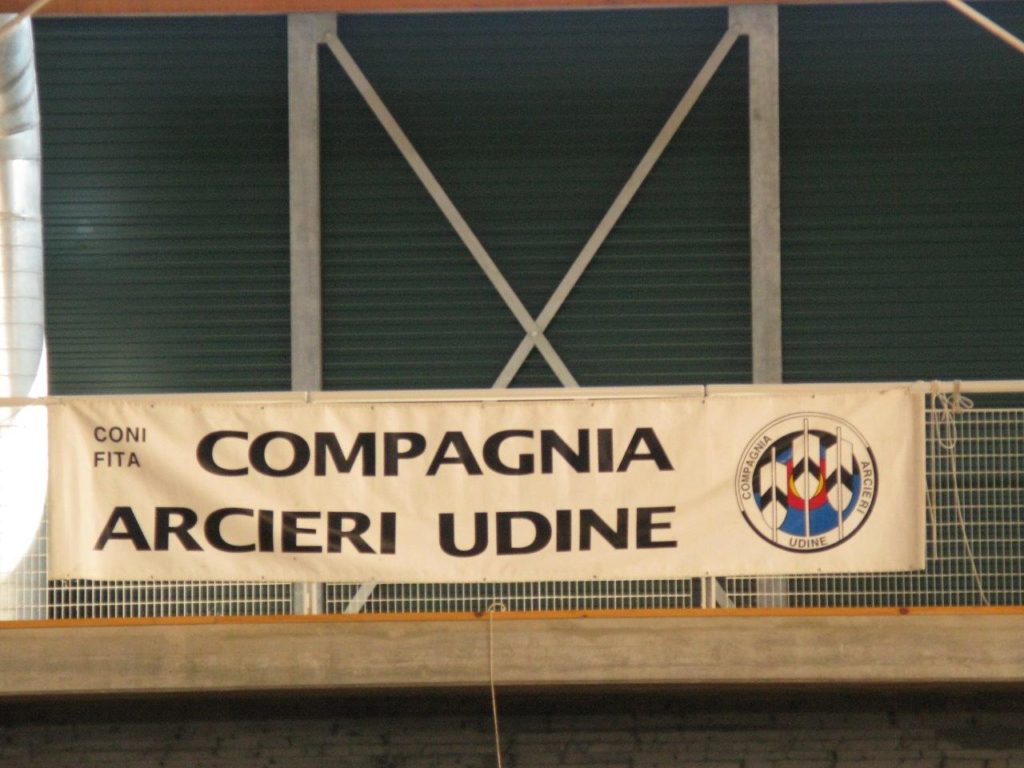 CONI
FITA
COMPAGNIA
ARCIERI UDINE
COMPAGNIA
ARCIERI
UDINE